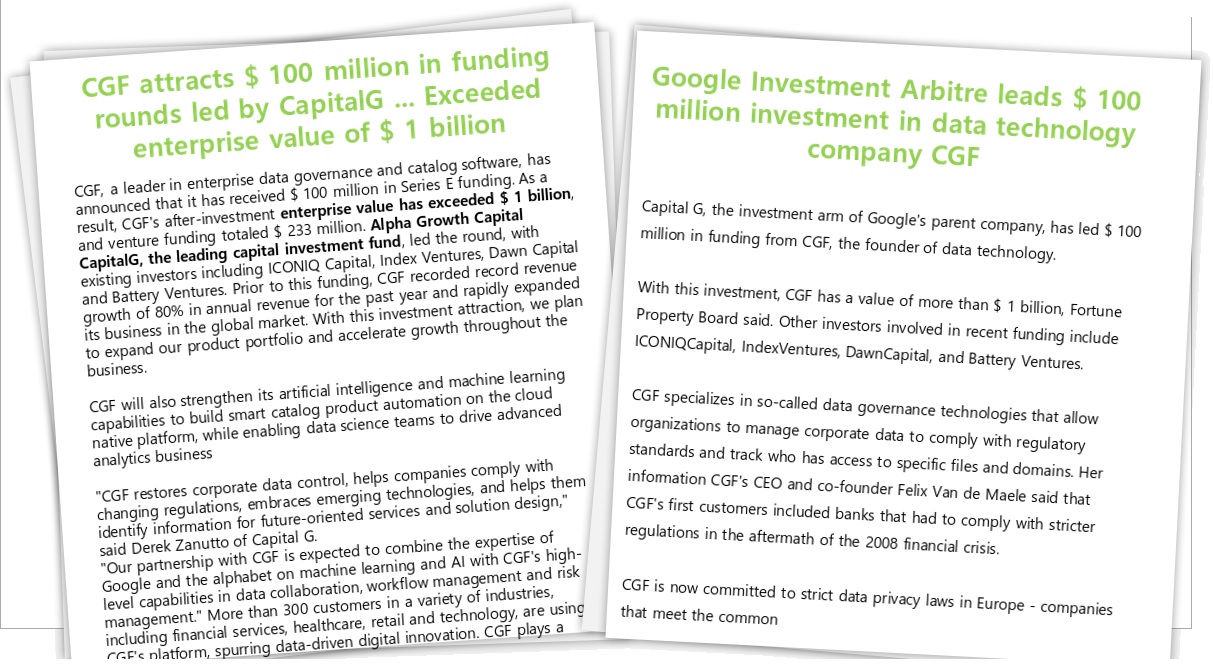 CGF attracts $ 100 million in funding
rounds led by CapitalG ... Exceeded
enterprise value of $ 1 billion
CGF, a leader in enterprise data governance and catalog software, has
announced that it has received $ 100 million in Series E funding. As a
result, CGF's after-investment enterprise value has exceeded $ 1 billion,
and venture funding totaled $ 233 million. Alpha Growth Capital
CapitalG, the leading capital investment fund, led the round, with
existing investors including ICONIQ Capital, Index Ventures, Dawn Capital
and Battery Ventures. Prior to this funding, CGF recorded record revenue
growth of 80% in annual revenue for the past year and rapidly expanded
its business in the global market. With this investment attraction, we plan
to expand our product portfolio and accelerate growth throughout the
business.
CGF will also strengthen its artificial intelligence and machine learning
capabilities to build smart catalog product automation on the cloud
native platform, while enabling data science teams to drive advanced
analytics business
"CGF restores corporate data control, helps companies comply with
changing regulations, embraces emerging technologies, and helps them
identify information for future-oriented services and solution design,"
said Derek Zanutto of Capital G.
"Our partnership with CGF is expected to combine the expertise of
Google and the alphabet on machine learning and AI with CGF's high-
level capabilities in data collaboration, workflow management and risk
management." More than 300 customers in a variety of industries,
including financial services, healthcare, retail and technology, are using
CGF's platform, spurring data-driven digital innovation. CGF plays a
Google Investment Arbitre leads $ 100
million investment in data technology
company CGF
Capital G, the investment arm of Google's parent company, has led $ 100
million in funding from CGF, the founder of data technology.
With this investment, CGF has a value of more than $ 1 billion, Fortune
Property Board said. Other investors involved in recent funding include
ICONIQCapital, IndexVentures, DawnCapital, and Battery Ventures.
CGF specializes in so-called data governance technologies that allow
organizations to manage corporate data to comply with regulatory
standards and track who has access to specific files and domains. Her
information CGF's CEO and co-founder Felix Van de Maele said that
CGF's first customers included banks that had to comply with stricter
regulations in the aftermath of the 2008 financial crisis.
CGF is now committed to strict data privacy laws in Europe - companies
that meet the common